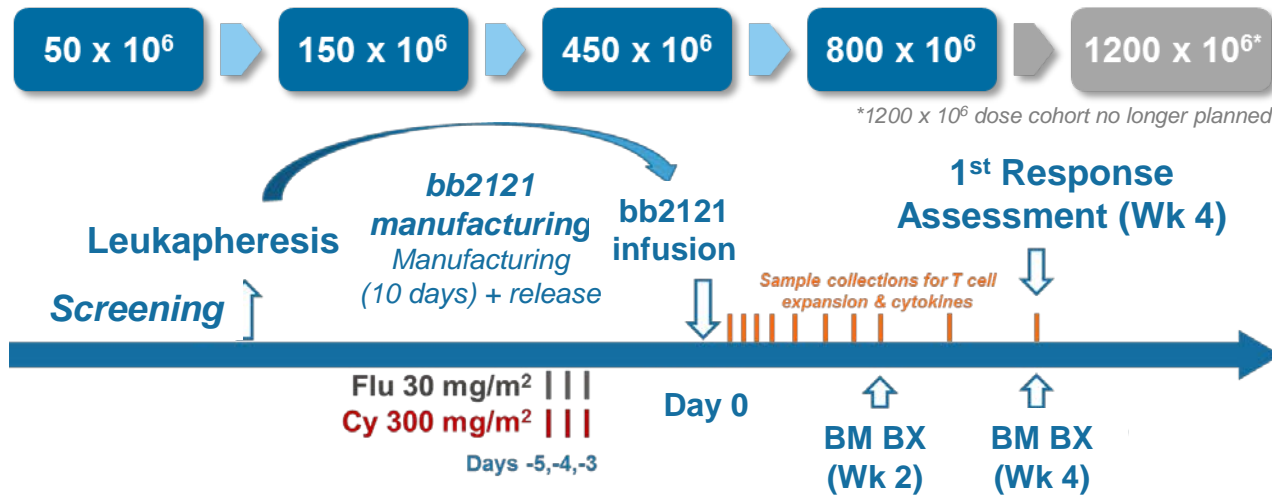 50 x 10⁶
150 x 10⁶
450 x 10⁶
800 x 10⁶
1200 x 10⁶*
*1200 x 10⁶ dose cohort no longer planned
Screening
Leukapheresis
bb2121
manufacturing
Manufacturing
(10 days) + release
bb2121
infusion
1st Response
Assessment (Wk 4)
Sample collections for T cell
expansion & cytokines
Flu 30 mg/m²
Cy 300 mg/m²
Days -5,-4,-3
Day 0
BM BX
(Wk 2)
BM BX
(Wk 4)